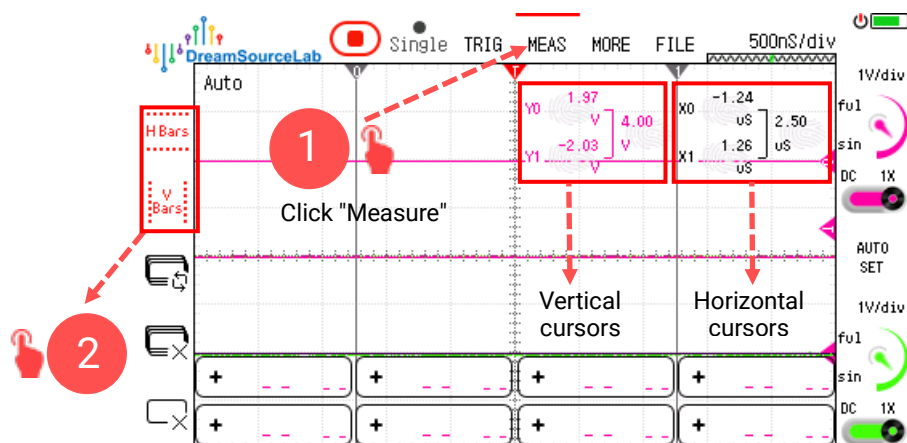 DreamSourceLab
Single
TRIG
MEAS
MORE
FILE
500nS/div
Auto
0
T
1
1V/div
H Bars
V
Bars
1
Click "Measure"
Y0
1.97
V
4.00
V
Y1
-2.03
V
X0
-1.24
uS
2.50
uS
X1
1.26
uS
ful
sin
DC 1X
AUTO
SET
Vertical
cursors
Horizontal
cursors
2
1V/div
ful
sin
DC 1X
+ -- --
+ -- --
+ -- --
+ -- --
+ -- --
+ -- --
+ -- --
+ -- --